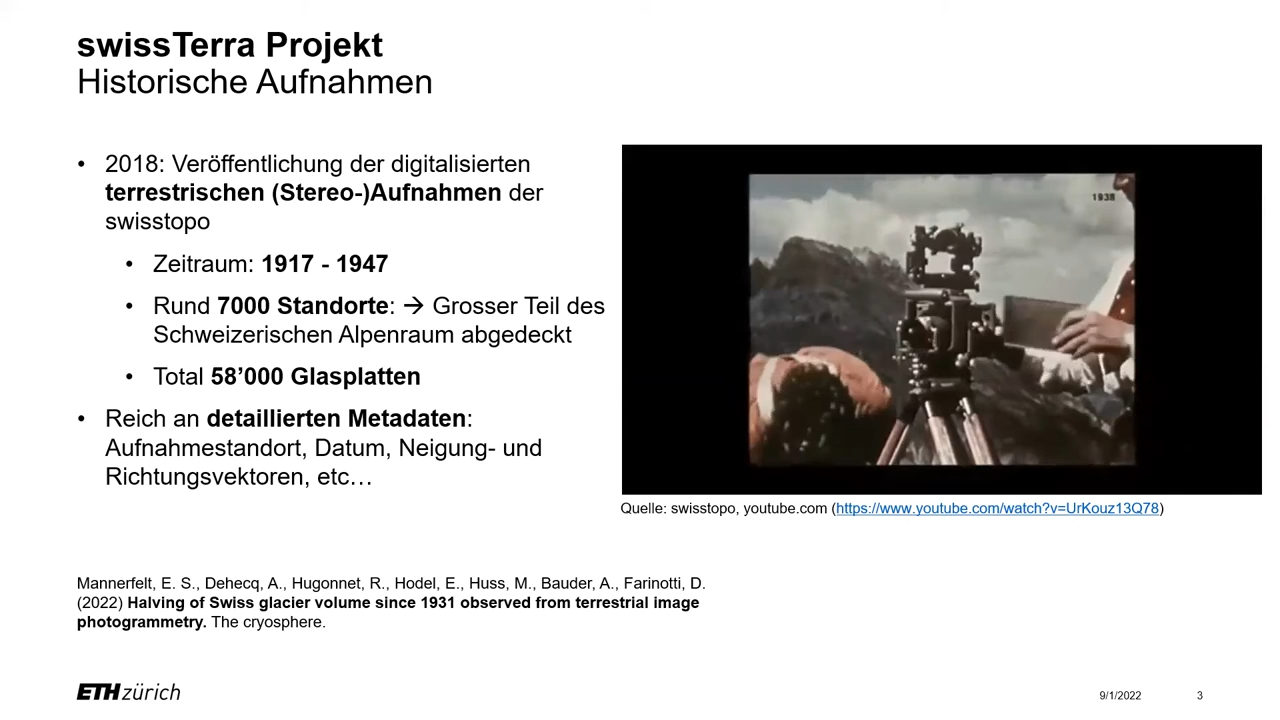 swissTerra Projekt
Historische Aufnahmen
• 2018: Veröffentlichung der digitalisierten
terrestrischen (Stereo-)Aufnahmen der
swisstopo
• Zeitraum: 1917 - 1947
• Rund 7000 Standorte: → Grosser Teil des
Schweizerischen Alpenraum abgedeckt
• Total 58’000 Glasplatten
• Reich an detaillierten Metadaten:
Aufnahmestandort, Datum, Neigung- und
Richtungsvektoren, etc…
1938
Quelle: swisstopo, youtube.com (https://www.youtube.com/watch?v=UrKouz13Q78)
Mannerfelt, E. S., Dehecq, A., Hugonnet, R., Hodel, E., Huss, M., Bauder, A., Farinotti, D.
(2022) Halving of Swiss glacier volume since 1931 observed from terrestrial image
photogrammetry. The cryosphere.
ETH zürich
9/1/2022
3